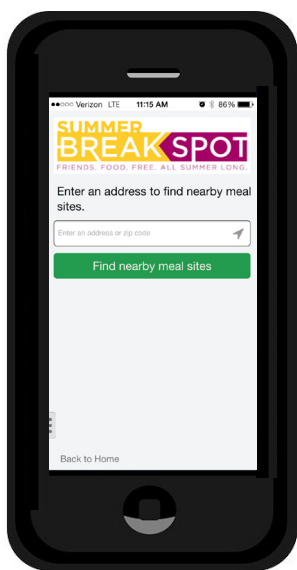 Verizon LTE 11:15 AM 86%
SUMMER
BREAK SPOT
FRIENDS. FOOD. FREE. ALL SUMMER LONG.
Enter an address to find nearby meal
sites.
Enter an address or zip code
Find nearby meal sites
Back to Home